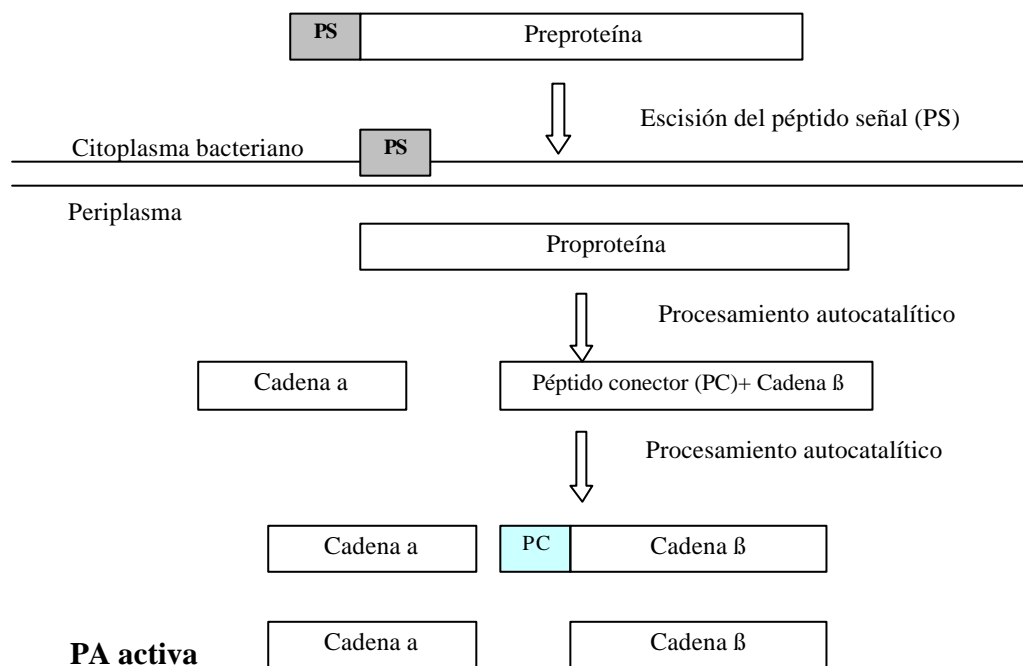 PS Preproteína
Escisión del péptido señal (PS)
Citoplasma bacteriano PS
Periplasma
Proproteína
Procesamiento autocatalítico
Cadena a Péptido conector (PC)+ Cadena ß
Procesamiento autocatalítico
Cadena a PC Cadena ß
PA activa Cadena a Cadena ß